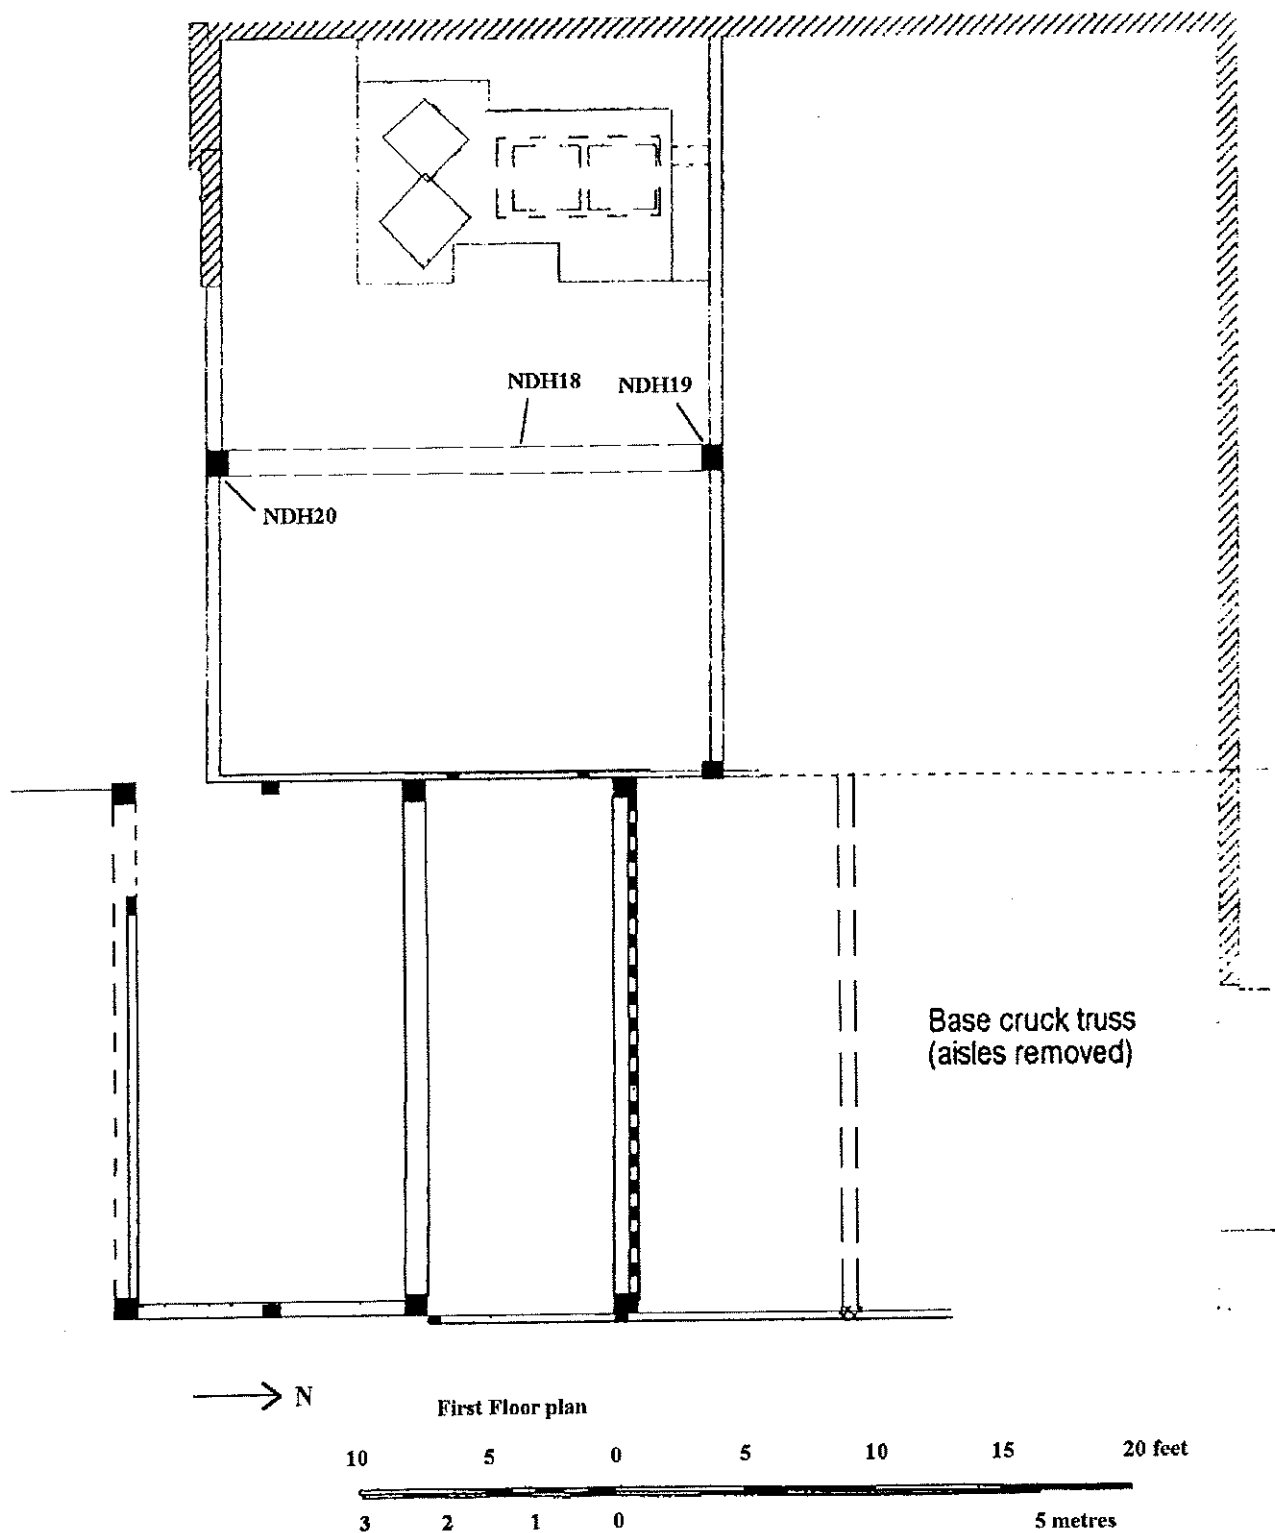 NDH18
NDH19
NDH20
Base cruck truss
(aisles removed)
N
First Floor plan
10 5 0 5 10 15 20 feet
3 2 1 0 5 metres